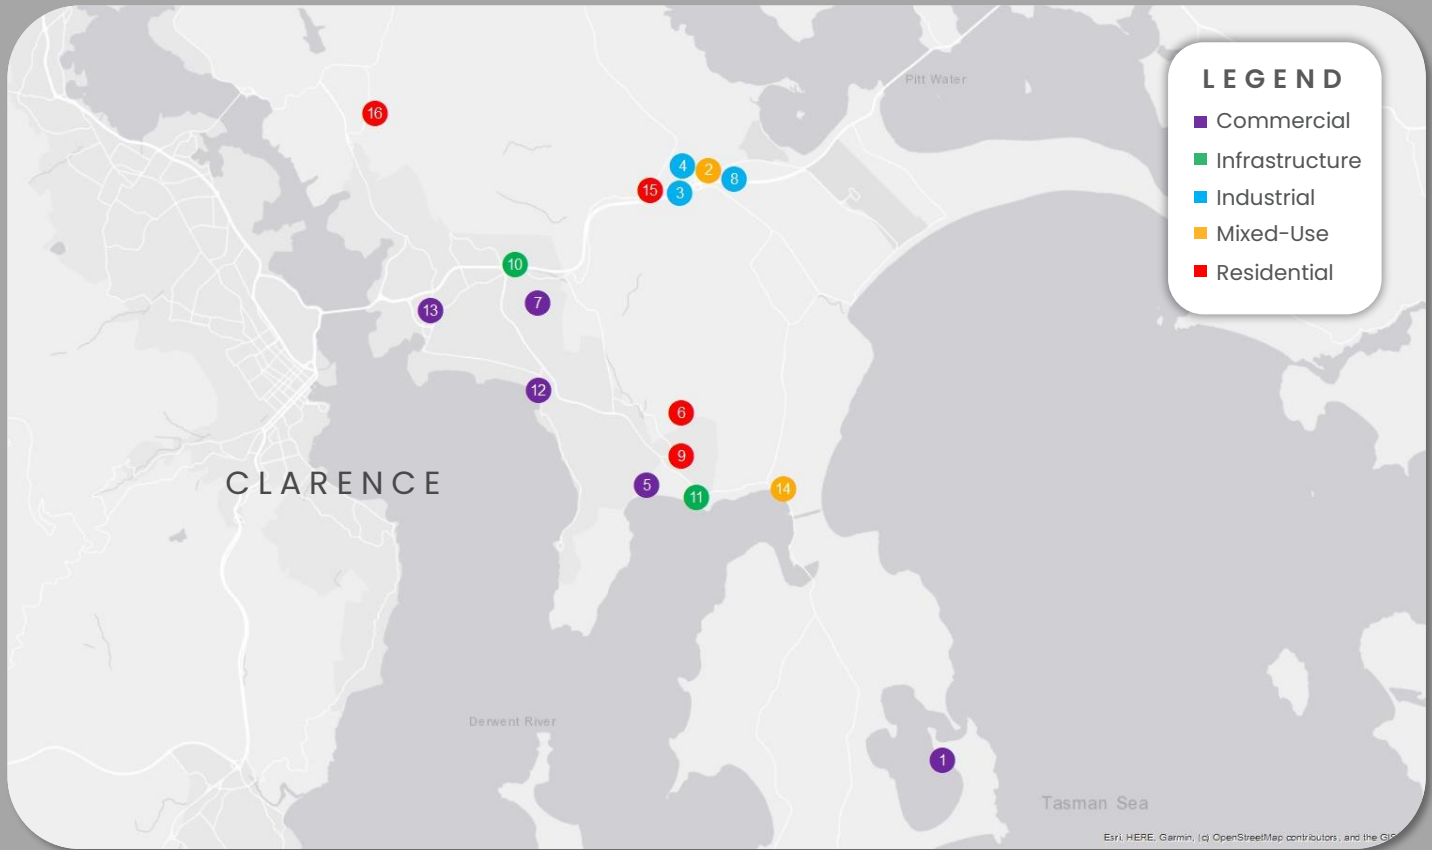 Pitt Water
LEGEND
Commercial
Infrastructure
Industrial
Mixed-Use
Residential
16
4
2
8
15
3
10
7
13
12
6
9
5
11
14
CLARENCE
Derwent River
1
Tasman Sea
Esri, HERE, Garmin, (c) OpenStreetMap contributors, and the GIS